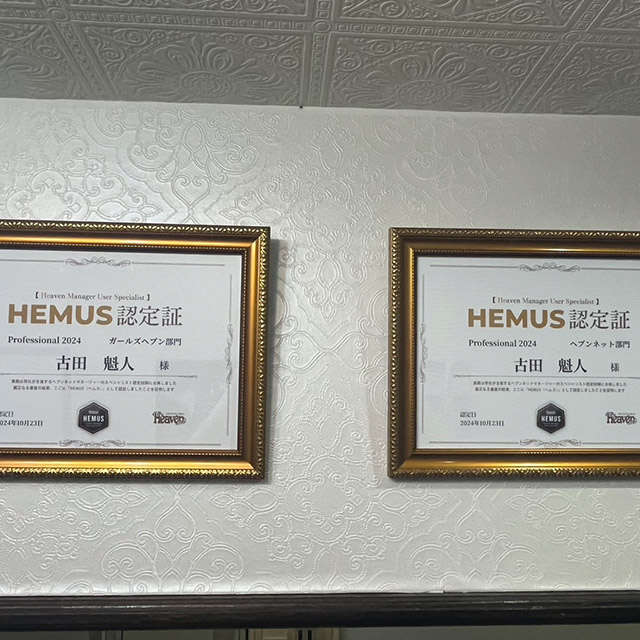 【 Heaven Manager User Specialist 】
HEMUS 認定証
Professional 2024 ガールズヘブン部門
古田 魁人 様
認定日
2024年10月23日
HEMUS
Heaven
【 Heaven Manager User Specialist 】
HEMUS 認定証
Professional 2024 ヘブンネット部門
古田 魁人 様
認定日
2024年10月23日
HEMUS
Heaven